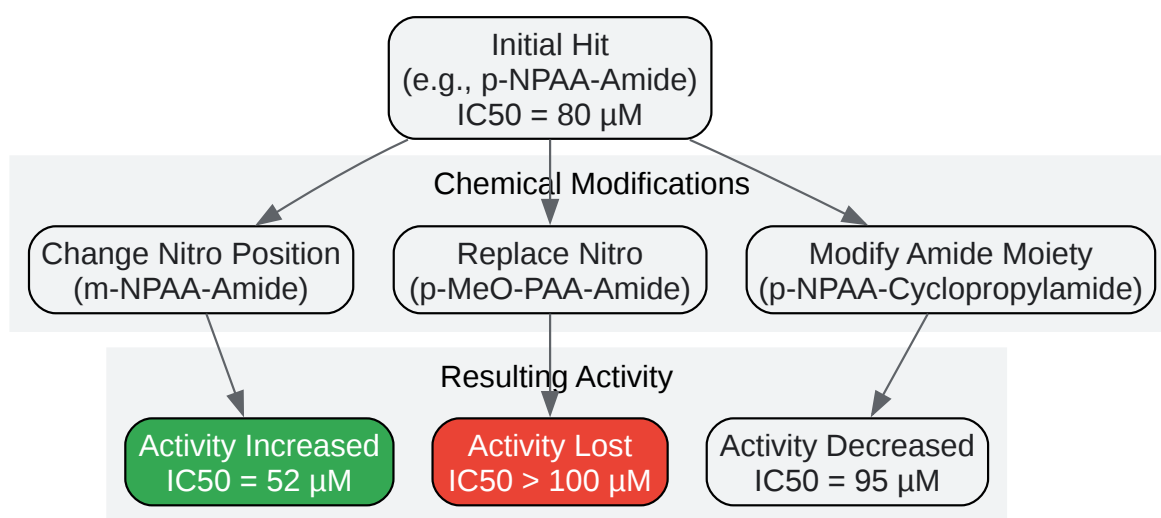 Initial Hit
(e.g., p-NPAA-Amide)
IC50 = 80 µM
Chemical Modifications
Change Nitro Position
(m-NPAA-Amide)
Replace Nitro
(p-MeO-PAA-Amide)
Modify Amide Moiety
(p-NPAA-Cyclopropylamide)
Resulting Activity
Activity Increased
IC50 = 52 µM
Activity Lost
IC50 > 100 µM
Activity Decreased
IC50 = 95 µM